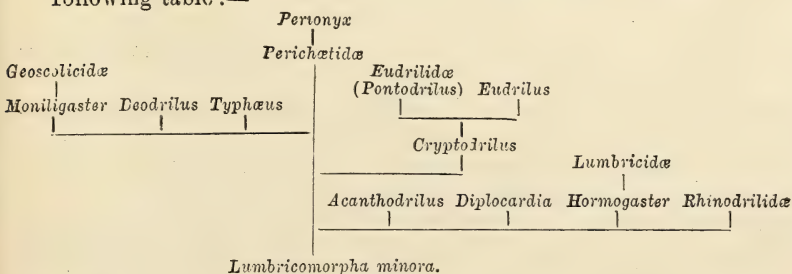 following table :—
Perionyx
Perichætidæ
Geoscolicidæ
Eudrilidæ
(Pontodrilus) Eudrilus
Moniligaster Deodrilus Typhæus
Cryptodrilus
Lumbricidæ
Acanthodrilus Diplocardia Hormogaster Rhinodrilidæ
Lumbricomorpha minora.